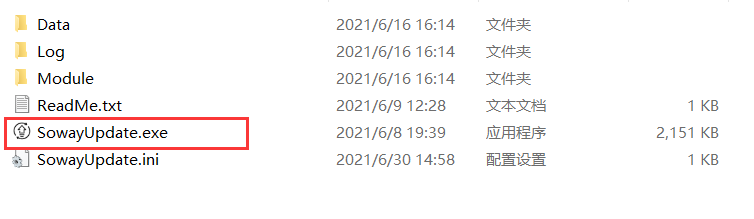 Data 2021/6/16 16:14 文件夹
Log 2021/6/16 16:14 文件夹
Module 2021/6/16 16:14 文件夹
ReadMe.txt 2021/6/9 12:28 文本文档 1 KB
SowayUpdate.exe 2021/6/8 19:39 应用程序 2,151 KB
SowayUpdate.ini 2021/6/30 14:58 配置设置 1 KB